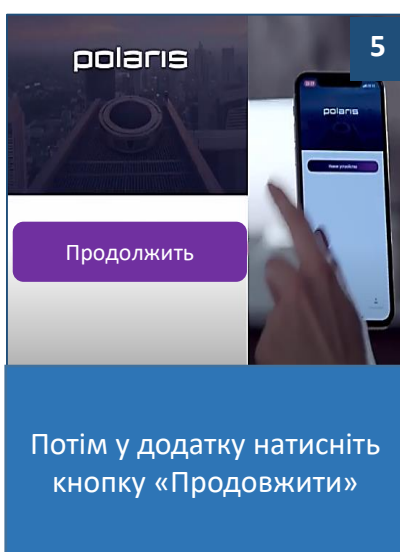 polaris
5
polaris
Продолжить
Потім у додатку натисніть
кнопку «Продовжити»